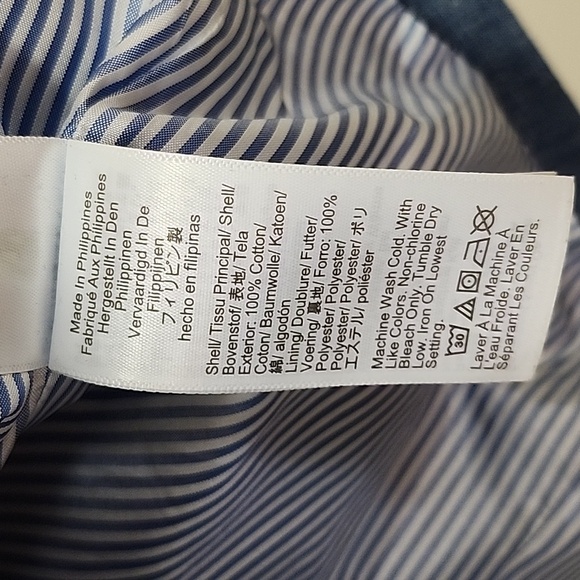 Made In Philippines
Fabriqué Aux Philippines
Hergestellt In Den
Philippinen
Vervaardigd In De
Filippijnen
フィリピン製
hecho en filipinas
Shell/ Tissu Principal/ Shell/
Bovenstof/ 表地/ Tela
Exterior: 100% Cotton/
Coton/ Baumwolle/ Katoen/
綿/ algodón
Lining/ Doublure/ Futter/
Voering/ 裏地/ Forro: 100%
Polyester/ Polyester/
Polyester/ Polyester/ ポリ
エステル/ poliéster
Machine Wash Cold, With
Like Colors, Non-chlorine
Bleach Only, Tumble Dry
Low, Iron On Lowest
Setting.
30
Laver À La Machine À
L'eau Froide, Laver En
Séparant Les Couleurs.